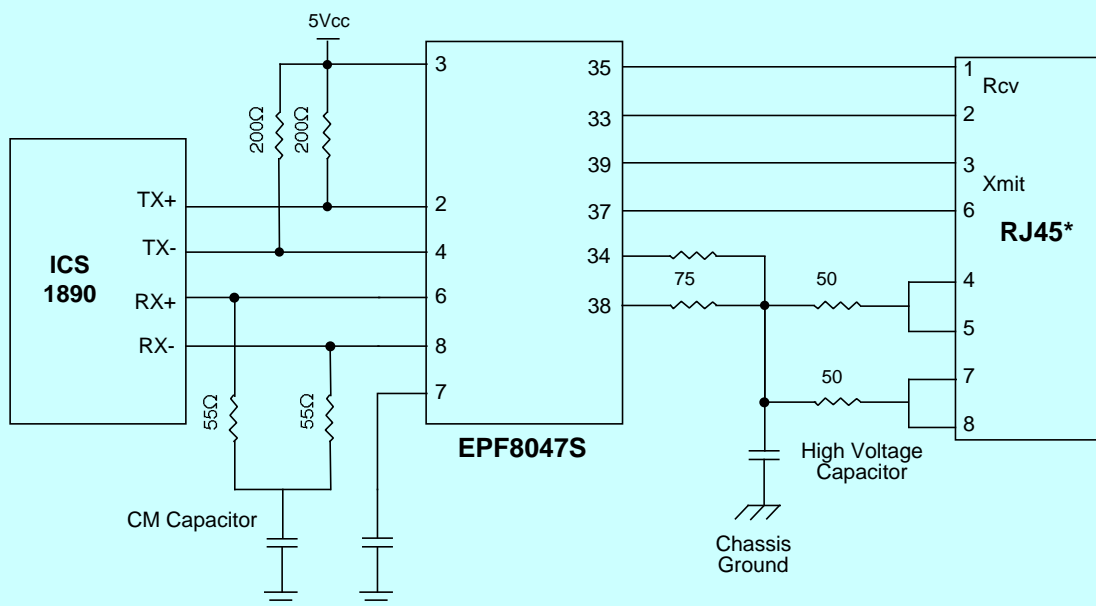 5Vcc
200Ω
200Ω
ICS
1890
TX+
TX-
RX+
RX-
55Ω
55Ω
CM Capacitor
3
2
4
6
8
7
35
33
39
37
34
38
EPF8047S
75
50
50
High Voltage
Capacitor
Chassis
Ground
1
Rcv
2
3
Xmit
6
RJ45*
4
5
7
8